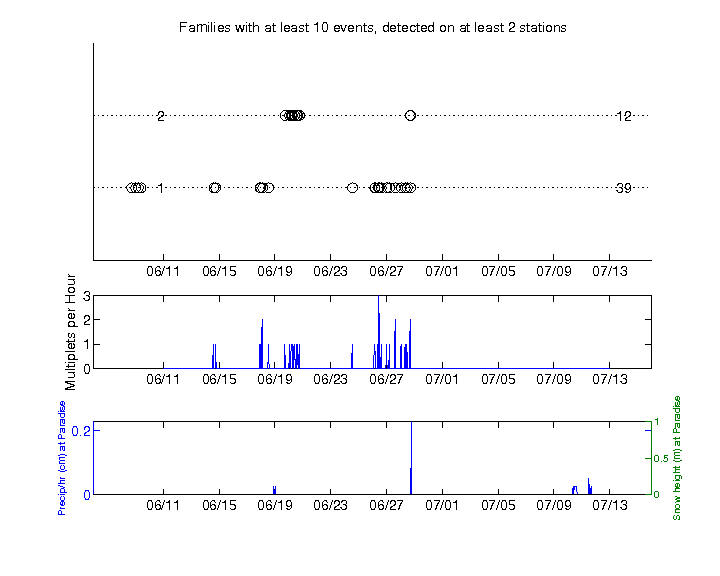 Families with at least 10 events, detected on at least 2 stations
2 12
1 39
06/11 06/15 06/19 06/23 06/27 07/01 07/05 07/09 07/13
Multiplets per Hour
3
2
1
0
06/11 06/15 06/19 06/23 06/27 07/01 07/05 07/09 07/13
Precip/hr (cm) at Paradise
0.2
0
1
0.5
0
Snow height (m) at Paradise
06/11 06/15 06/19 06/23 06/27 07/01 07/05 07/09 07/13